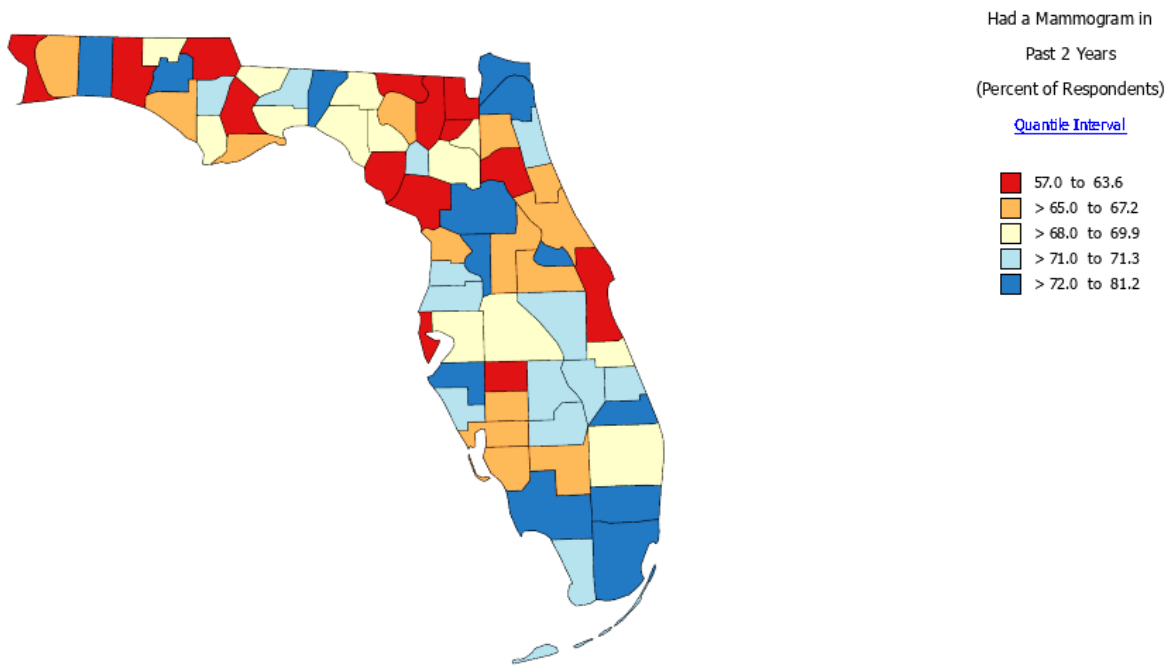 Had a Mammogram in
Past 2 Years
(Percent of Respondents)
Quantile Interval
57.0 to 63.6
> 65.0 to 67.2
> 68.0 to 69.9
> 71.0 to 71.3
> 72.0 to 81.2